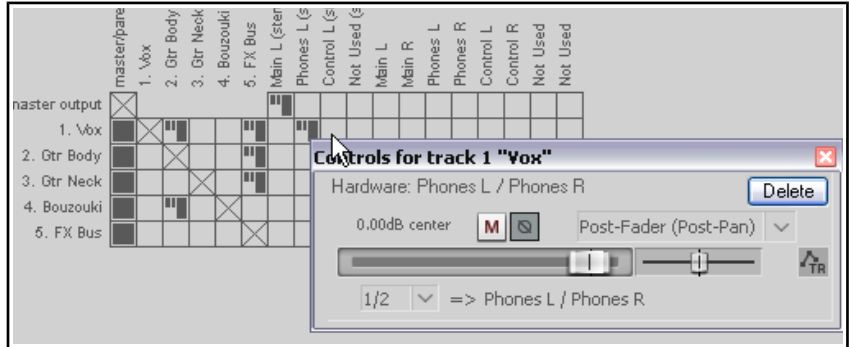 master/pare
1. Vox
2. Gtr Body
3. Gtr Neck
4. Bouzouki
5. FX Bus
Main L (ster
Phones L (s
Control L (s
Not Used (s
Main L
Main R
Phones L
Phones R
Control L
Control R
Not Used
Not Used
naster output
1. Vox
2. Gtr Body
3. Gtr Neck
4. Bouzouki
5. FX Bus
Controls for track 1 "Vox"
Hardware: Phones L / Phones R
Delete
0.00dB center
M
Post-Fader (Post-Pan)
TR
1/2 => Phones L / Phones R